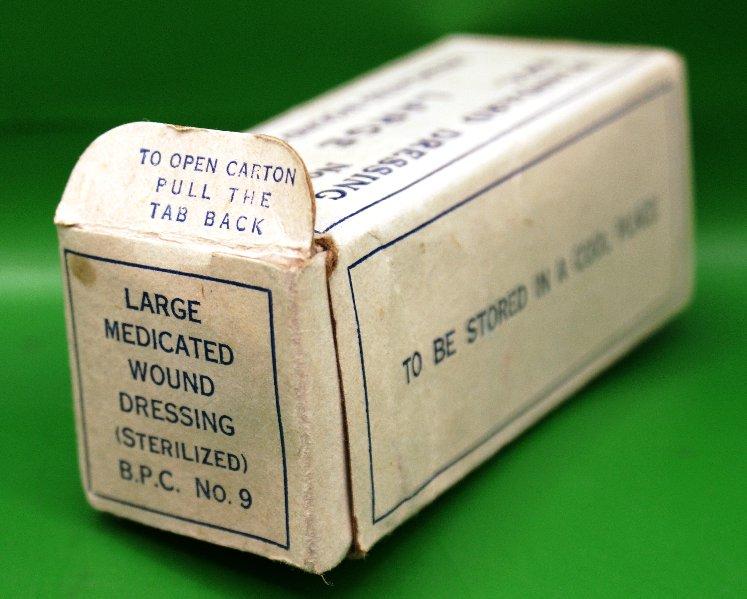 TO OPEN CARTON
PULL THE
TAB BACK
LARGE
MEDICATED
WOUND
DRESSING
(STERILIZED)
B.P.C. No. 9
TO BE STORED IN A COOL PLACE
DRESSING
LARGE No.